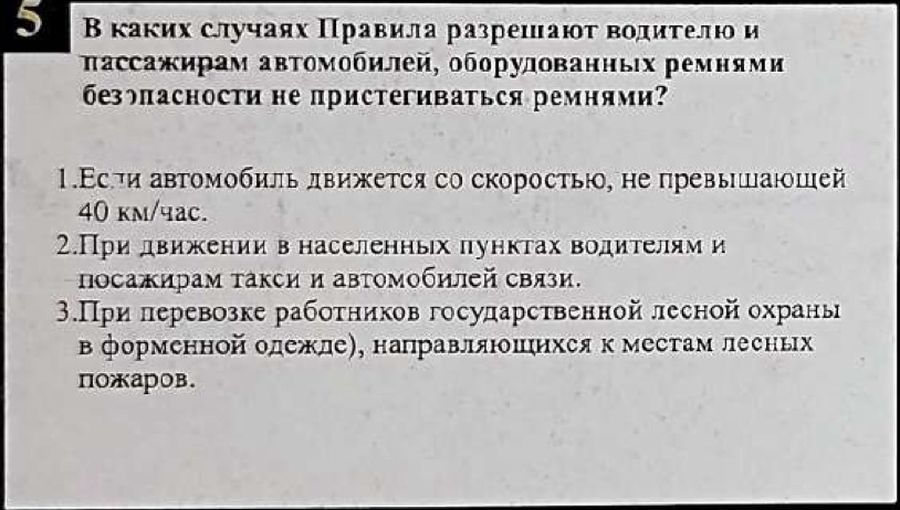 5
В каких случаях Правила разрешают водителю и
пассажирам автомобилей, оборудованных ремнями
безопасности не пристегиваться ремнями?
1.Если автомобиль движется со скоростью, не превышающей
40 км/час.
2.При движении в населенных пунктах водителям и
посажирам такси и автомобилей связи.
3.При перевозке работников государственной лесной охраны
в форменной одежде), направляющихся к местам лесных
пожаров.